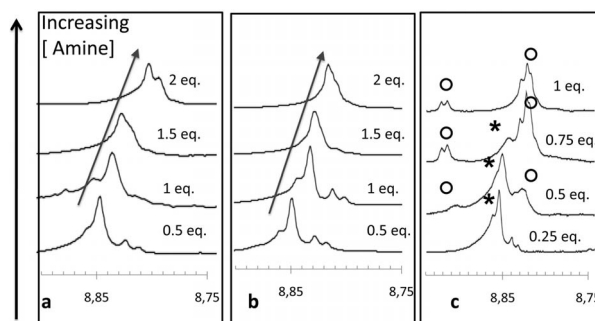 Increasing
[ Amine]
2 eq.
1.5 eq.
1 eq.
0.5 eq.
8,85
8,75
a
2 eq.
1.5 eq.
1 eq.
0.5 eq.
8,85
8,75
b
1 eq.
*
0.75 eq.
*
0.5 eq.
*
0.25 eq.
8,85
8,75
c